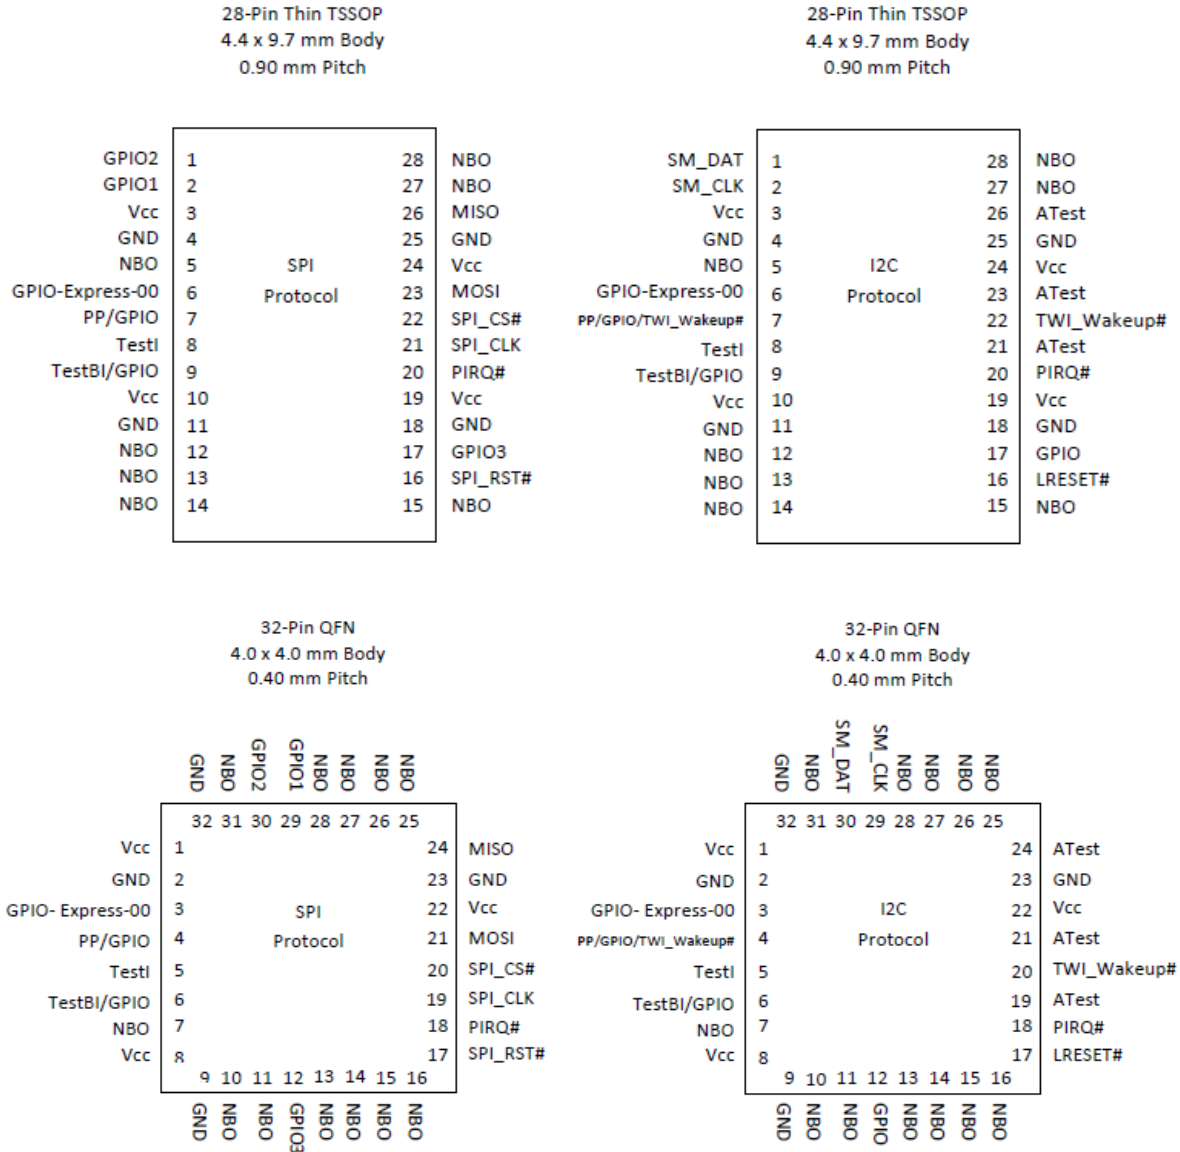 28-Pin Thin TSSOP
4.4 x 9.7 mm Body
0.90 mm Pitch
GPIO2 1 28 NBO
GPIO1 2 27 NBO
Vcc 3 26 MISO
GND 4 25 GND
NBO 5 SPI 24 Vcc
GPIO-Express-00 6 Protocol 23 MOSI
PP/GPIO 7 22 SPI_CS#
TestI 8 21 SPI_CLK
TestBI/GPIO 9 20 PIRQ#
Vcc 10 19 Vcc
GND 11 18 GND
NBO 12 17 GPIO3
NBO 13 16 SPI_RST#
NBO 14 15 NBO
28-Pin Thin TSSOP
4.4 x 9.7 mm Body
0.90 mm Pitch
SM_DAT 1 28 NBO
SM_CLK 2 27 NBO
Vcc 3 26 ATest
GND 4 25 GND
NBO 5 I2C 24 Vcc
GPIO-Express-00 6 Protocol 23 ATest
PP/GPIO/TWI_Wakeup# 7 22 TWI_Wakeup#
TestI 8 21 ATest
TestBI/GPIO 9 20 PIRQ#
Vcc 10 19 Vcc
GND 11 18 GND
NBO 12 17 GPIO
NBO 13 16 LRESET#
NBO 14 15 NBO
32-Pin QFN
4.0 x 4.0 mm Body
0.40 mm Pitch
GND NBO GPIO2 GPIO1 NBO NBO NBO NBO
32 31 30 29 28 27 26 25
Vcc 1 24 MISO
GND 2 23 GND
GPIO- Express-00 3 SPI 22 Vcc
PP/GPIO 4 Protocol 21 MOSI
TestI 5 20 SPI_CS#
TestBI/GPIO 6 19 SPI_CLK
NBO 7 18 PIRQ#
Vcc 8 17 SPI_RST#
9 10 11 12 13 14 15 16
GND NBO NBO GPIO3 NBO NBO NBO NBO
32-Pin QFN
4.0 x 4.0 mm Body
0.40 mm Pitch
GND NBO SM_DAT SM_CLK NBO NBO NBO NBO
32 31 30 29 28 27 26 25
Vcc 1 24 ATest
GND 2 23 GND
GPIO- Express-00 3 I2C 22 Vcc
PP/GPIO/TWI_Wakeup# 4 Protocol 21 ATest
TestI 5 20 TWI_Wakeup#
TestBI/GPIO 6 19 ATest
NBO 7 18 PIRQ#
Vcc 8 17 LRESET#
9 10 11 12 13 14 15 16
GND NBO NBO GPIO NBO NBO NBO NBO